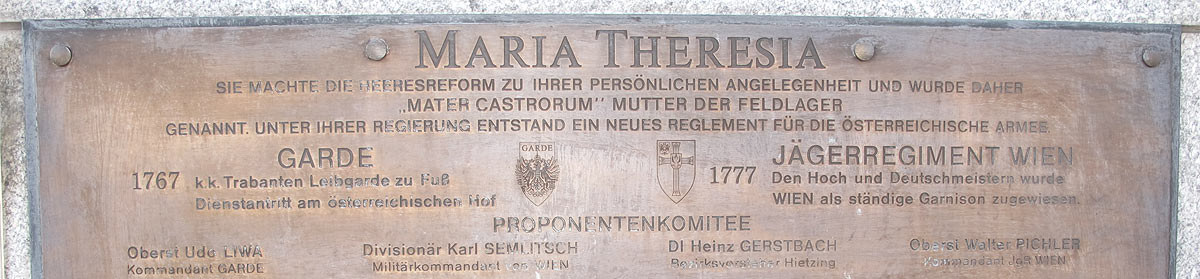 MARIA THERESIA
SIE MACHTE DIE HEERESREFORM ZU IHRER PERSÖNLICHEN ANGELEGENHEIT UND WURDE DAHER
„MATER CASTRORUM" MUTTER DER FELDLAGER
GENANNT. UNTER IHRER REGIERUNG ENTSTAND EIN NEUES REGLEMENT FÜR DIE ÖSTERREICHISCHE ARMEE.
GARDE
1767 k.k. Trabanten Leibgarde zu Fuß
Dienstantritt am österreichischen Hof
GARDE
JÄGERREGIMENT WIEN
1777 Den Hoch und Deutschmeistern wurde
WIEN als ständige Garnison zugewiesen.
PROPONENTENKOMITEE
Oberst Udo LIWA
Kommandant GARDE
Divisionär Karl SEMLITSCH
Militärkommandant von WIEN
DI Heinz GERSTBACH
Bezirksvorsteher Hietzing
Oberst Walter PICHLER
Kommandant JgR WIEN